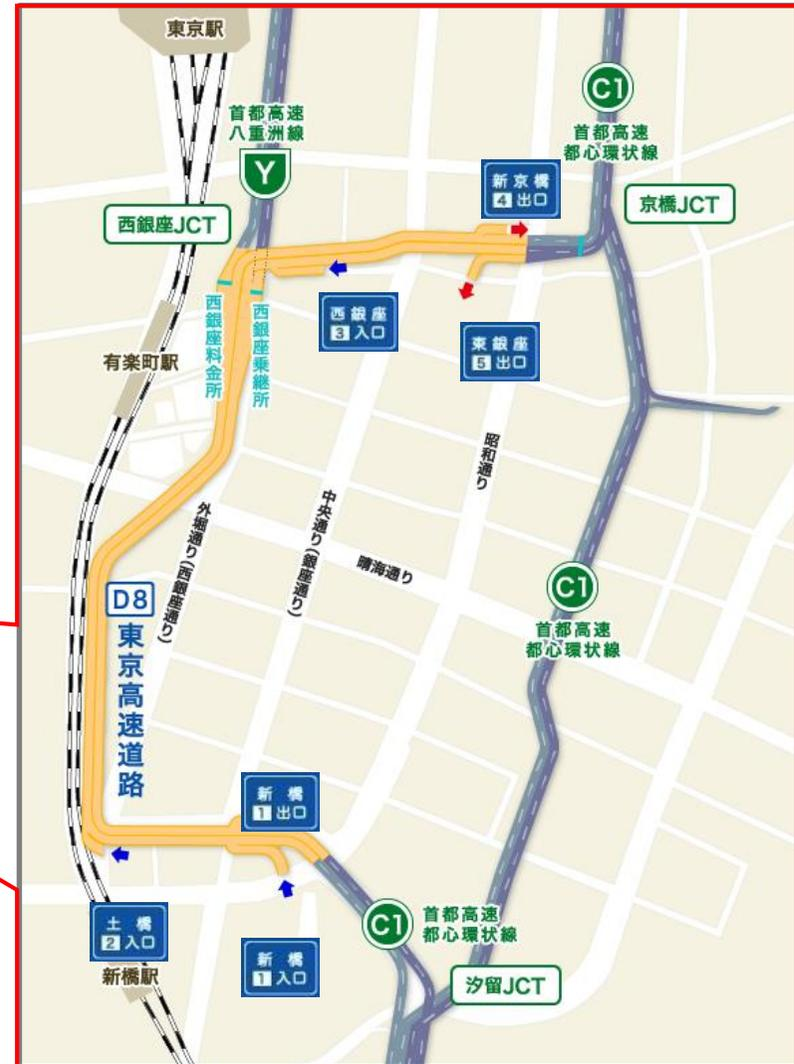 東京駅
首都高速
八重洲線
Y
C1
首都高速
都心環状線
新京橋
4 出口
京橋JCT
西銀座JCT
西銀座
3 入口
東銀座
5 出口
西銀座料金所
西銀座乗継所
有楽町駅
昭和通り
外堀通り(西銀座通り)
中央通り(銀座通り)
晴海通り
C1
首都高速
都心環状線
D8
東京高速道路
新橋
1 出口
土橋
2 入口
新橋駅
新橋
1 入口
C1
首都高速
都心環状線
汐留JCT